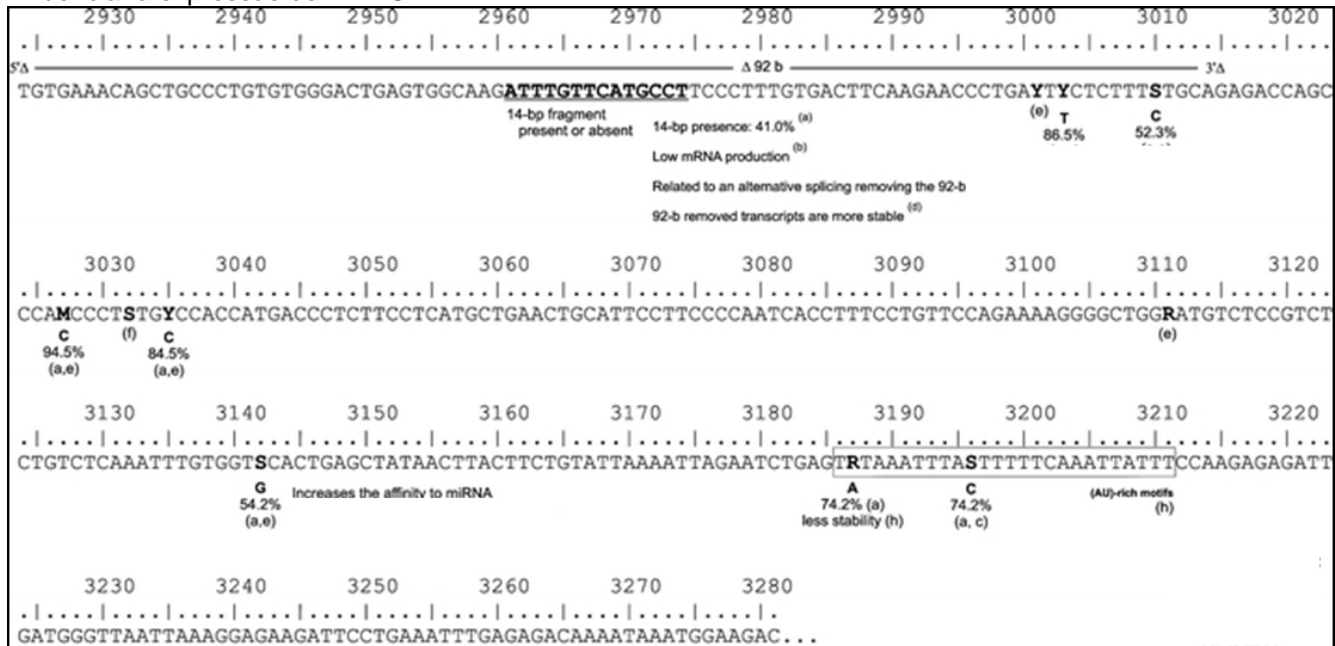 2930 2940 2950 2960 2970 2980 2990 3000 3010 3020
5'Δ Δ 92 b 3'Δ
TGTGAAACAGCTGCCCTGTGTGGGACTGAGTGGCAAGATTTGTTCATGCCTTCCCTTTGTGACTTCAAGAACCCTGAYTYCTCTTTSTGCAGAGACCAGC
14-bp fragment
present or absent
14-bp presence: 41.0% (a)
Low mRNA production (b)
Related to an alternative splicing removing the 92-b
92-b removed transcripts are more stable (d)
(e) T C
86.5% 52.3%
3030 3040 3050 3060 3070 3080 3090 3100 3110 3120
CCAMCCCTSTGYCCACCATGACCCTCTTCCTCATGCTGAACTGCATTCCTTCCCCAATCACCTTTCCTGTTCCAGAAAAGGGGCTGGRATGTCTCCGTCT
C (f) C (e)
94.5% 84.5%
(a,e) (a,e)
3130 3140 3150 3160 3170 3180 3190 3200 3210 3220
CTGTCTCAAATTTGTGGTSCACTGAGCTATAACTTACTTCTGTATTAAAATTAGAATCTGAGTRTAAATTTASTTTTTCAAATTATTTCCAAGAGAGATT
G Increases the affinity to miRNA A C (AU)-rich motifs
54.2% 74.2% (a) 74.2% (h)
(a,e) less stability (h) (a, c)
3230 3240 3250 3260 3270 3280
GATGGGTTAATTAAAGGAGAAGATTCCTGAAATTTGAGAGACAAAATAAATGGAAGAC...